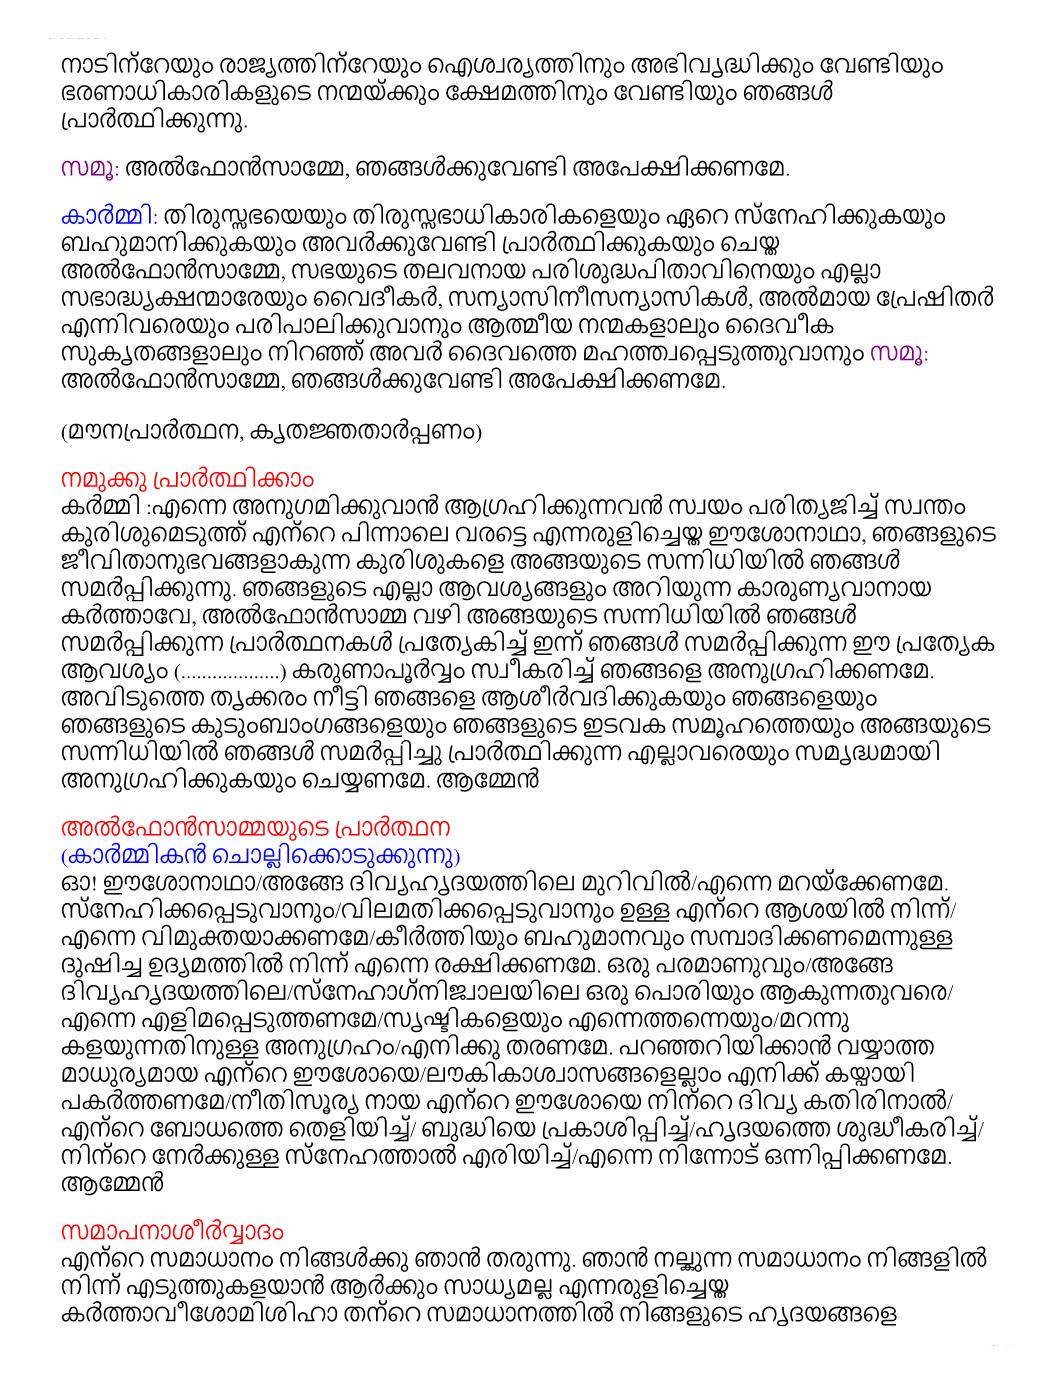 നാടിന്റേയും രാജ്യത്തിന്റേയും ഐശ്വര്യത്തിനും അഭിവൃദ്ധിക്കും വേണ്ടിയും
ഭരണാധികാരികളുടെ നന്മയ്ക്കും ക്ഷേമത്തിനും വേണ്ടിയും ഞങ്ങൾ
പ്രാർത്ഥിക്കുന്നു.
സമൂ: അൽഫോൻസാമ്മേ, ഞങ്ങൾക്കുവേണ്ടി അപേക്ഷിക്കണമേ.
കാർമ്മി: തിരുസ്സഭയെയും തിരുസ്സഭാധികാരികളെയും ഏറെ സ്നേഹിക്കുകയും
ബഹുമാനിക്കുകയും അവർക്കുവേണ്ടി പ്രാർത്ഥിക്കുകയും ചെയ്ത
അൽഫോൻസാമ്മേ, സഭയുടെ തലവനായ പരിശുദ്ധപിതാവിനെയും എല്ലാ
സഭാദ്ധ്യക്ഷന്മാരേയും വൈദീകർ, സന്യാസിനീസന്യാസികൾ, അൽമായ പ്രേഷിതർ
എന്നിവരെയും പരിപാലിക്കുവാനും ആത്മീയ നന്മകളാലും ദൈവീക
സുകൃതങ്ങളാലും നിറഞ്ഞ് അവർ ദൈവത്തെ മഹത്ത്വപ്പെടുത്തുവാനും സമൂ:
അൽഫോൻസാമ്മേ, ഞങ്ങൾക്കുവേണ്ടി അപേക്ഷിക്കണമേ.
(മൗനപ്രാർത്ഥന, കൃതജ്ഞതാർപ്പണം)
നമുക്കു പ്രാർത്ഥിക്കാം
കർമ്മി :എന്നെ അനുഗമിക്കുവാൻ ആഗ്രഹിക്കുന്നവൻ സ്വയം പരിത്യജിച്ച് സ്വന്തം
കുരിശുമെടുത്ത് എന്റെ പിന്നാലെ വരട്ടെ എന്നരുളിച്ചെയ്ത ഈശോനാഥാ, ഞങ്ങളുടെ
ജീവിതാനുഭവങ്ങളാകുന്ന കുരിശുകളെ അങ്ങയുടെ സന്നിധിയിൽ ഞങ്ങൾ
സമർപ്പിക്കുന്നു. ഞങ്ങളുടെ എല്ലാ ആവശ്യങ്ങളും അറിയുന്ന കാരുണ്യവാനായ
കർത്താവേ, അൽഫോൻസാമ്മ വഴി അങ്ങയുടെ സന്നിധിയിൽ ഞങ്ങൾ
സമർപ്പിക്കുന്ന പ്രാർത്ഥനകൾ പ്രത്യേകിച്ച് ഇന്ന് ഞങ്ങൾ സമർപ്പിക്കുന്ന ഈ പ്രത്യേക
ആവശ്യം (...................) കരുണാപൂർവ്വം സ്വീകരിച്ച് ഞങ്ങളെ അനുഗ്രഹിക്കണമേ.
അവിടുത്തെ തൃക്കരം നീട്ടി ഞങ്ങളെ ആശീർവദിക്കുകയും ഞങ്ങളെയും
ഞങ്ങളുടെ കുടുംബാംഗങ്ങളെയും ഞങ്ങളുടെ ഇടവക സമൂഹത്തെയും അങ്ങയുടെ
സന്നിധിയിൽ ഞങ്ങൾ സമർപ്പിച്ചു പ്രാർത്ഥിക്കുന്ന എല്ലാവരെയും സമൃദ്ധമായി
അനുഗ്രഹിക്കുകയും ചെയ്യണമേ. ആമ്മേൻ
അൽഫോൻസാമ്മയുടെ പ്രാർത്ഥന
(കാർമ്മികൻ ചൊല്ലിക്കൊടുക്കുന്നു)
ഓ! ഈശോനാഥാ/അങ്ങേ ദിവ്യഹൃദയത്തിലെ മുറിവിൽ/എന്നെ മറയ്ക്കേണമേ.
സ്നേഹിക്കപ്പെടുവാനും/വിലമതിക്കപ്പെടുവാനും ഉള്ള എന്റെ ആശയിൽ നിന്ന്/
എന്നെ വിമുക്തയാക്കണമേ/കീർത്തിയും ബഹുമാനവും സമ്പാദിക്കണമെന്നുള്ള
ദുഷിച്ച ഉദ്യമത്തിൽ നിന്ന് എന്നെ രക്ഷിക്കണമേ. ഒരു പരമാണുവും/അങ്ങേ
ദിവ്യഹൃദയത്തിലെ/സ്നേഹാഗ്നിജ്വാലയിലെ ഒരു പൊരിയും ആകുന്നതുവരെ/
എന്നെ എളിമപ്പെടുത്തണമേ/സൃഷ്ടികളെയും എന്നെത്തന്നെയും/മറന്നു
കളയുന്നതിനുള്ള അനുഗ്രഹം/എനിക്കു തരണമേ. പറഞ്ഞറിയിക്കാൻ വയ്യാത്ത
മാധുര്യമായ എന്റെ ഈശോയെ/ലൗകികാശ്വാസങ്ങളെല്ലാം എനിക്ക് കയ്പായി
പകർത്തണമേ/നീതിസൂര്യ നായ എന്റെ ഈശോയെ നിന്റെ ദിവ്യ കതിരിനാൽ/
എന്റെ ബോധത്തെ തെളിയിച്ച്/ ബുദ്ധിയെ പ്രകാശിപ്പിച്ച്/ഹൃദയത്തെ ശുദ്ധീകരിച്ച്/
നിന്റെ നേർക്കുള്ള സ്നേഹത്താൽ എരിയിച്ച്/എന്നെ നിന്നോട് ഒന്നിപ്പിക്കണമേ.
ആമ്മേൻ
സമാപനാശീർവ്വാദം
എന്റെ സമാധാനം നിങ്ങൾക്കു ഞാൻ തരുന്നു. ഞാൻ നല്കുന്ന സമാധാനം നിങ്ങളിൽ
നിന്ന് എടുത്തുകളയാൻ ആർക്കും സാധ്യമല്ല എന്നരുളിച്ചെയ്ത
കർത്താവീശോമിശിഹാ തന്റെ സമാധാനത്തിൽ നിങ്ങളുടെ ഹൃദയങ്ങളെ